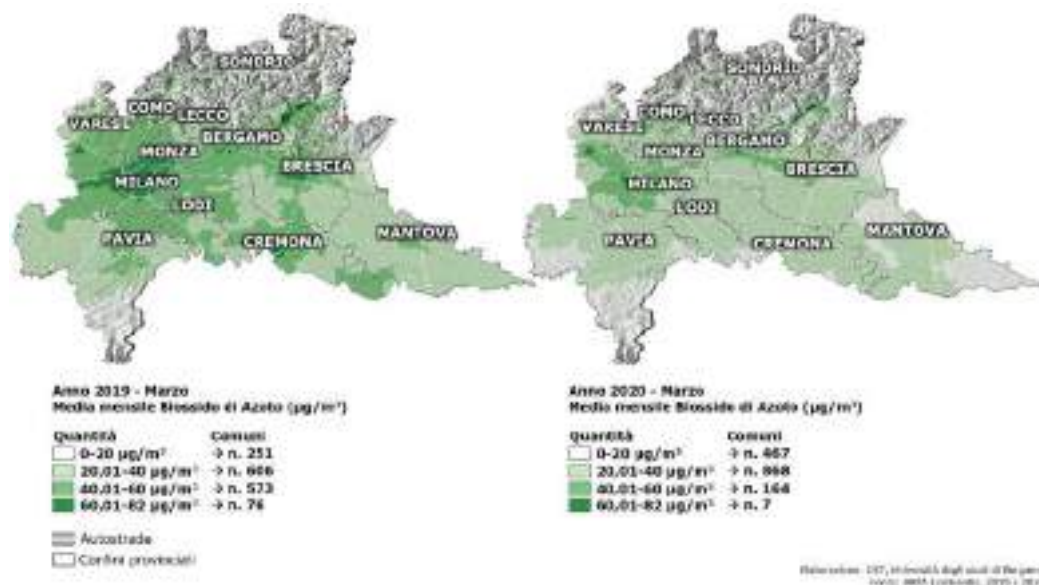 SONDRIO
COMO
LECCO
VARESE
BERGAMO
MONZA
BRESCIA
MILANO
LODI
PAVIA
CREMONA
MANTOVA
Anno 2019 - Marzo
Media mensile Biossido di Azoto (µg/m³)
Quantità Comuni
0-20 µg/m³ → n. 251
20,01-40 µg/m³ → n. 606
40,01-60 µg/m³ → n. 573
60,01-82 µg/m³ → n. 76
Autostrade
Confini provinciali
SONDRIO
COMO
LECCO
VARESE
BERGAMO
MONZA
BRESCIA
MILANO
LODI
PAVIA
CREMONA
MANTOVA
Anno 2020 - Marzo
Media mensile Biossido di Azoto (µg/m³)
Quantità Comuni
0-20 µg/m³ → n. 467
20,01-40 µg/m³ → n. 868
40,01-60 µg/m³ → n. 164
60,01-82 µg/m³ → n. 7
Università degli studi di